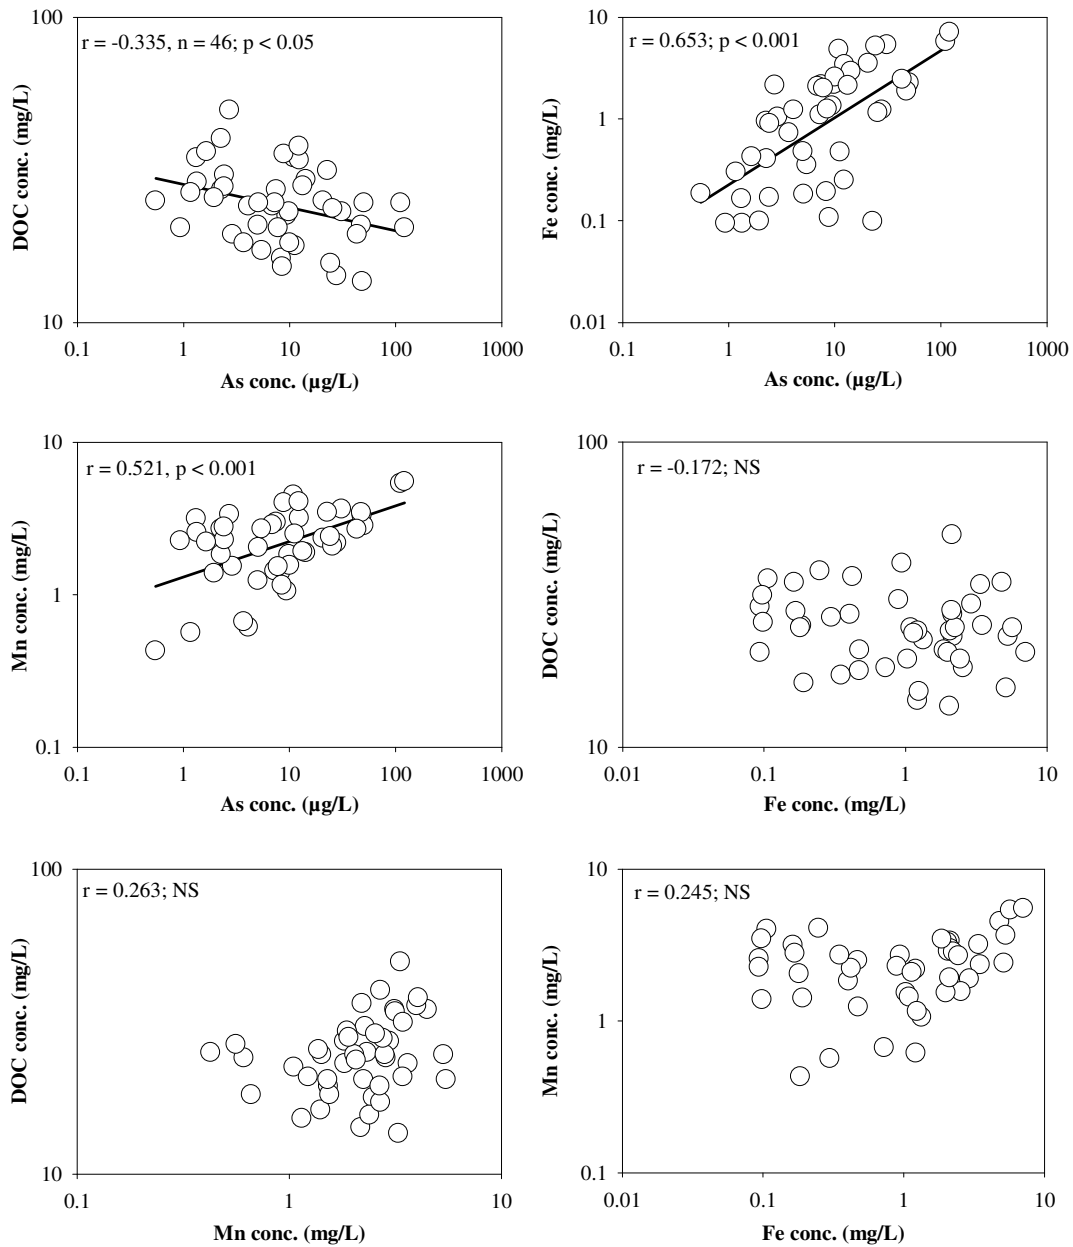 100
r = -0.335, n = 46; p < 0.05
DOC conc. (mg/L)
10
0.1 1 10 100 1000
As conc. (µg/L)
10
r = 0.653; p < 0.001
1
Fe conc. (mg/L)
0.1
0.01
0.1 1 10 100 1000
As conc. (µg/L)
10
r = 0.521, p < 0.001
Mn conc. (mg/L)
1
0.1
0.1 1 10 100 1000
As conc. (µg/L)
100
r = -0.172; NS
DOC conc. (mg/L)
10
0.01 0.1 1 10
Fe conc. (mg/L)
100
r = 0.263; NS
DOC conc. (mg/L)
10
0.1 1 10
Mn conc. (mg/L)
10
r = 0.245; NS
Mn conc. (mg/L)
1
0.1
0.01 0.1 1 10
Fe conc. (mg/L)